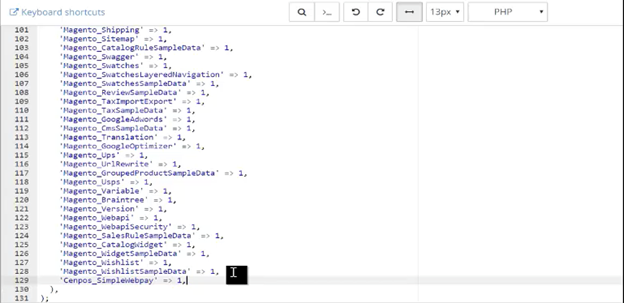 Keyboard shortcuts
13px
PHP
101 'Magento_Shipping' => 1,
102 'Magento_Sitemap' => 1,
103 'Magento_CatalogRuleSampleData' => 1,
104 'Magento_Swagger' => 1,
105 'Magento_Swatches' => 1,
106 'Magento_SwatchesLayeredNavigation' => 1,
107 'Magento_SwatchesSampleData' => 1,
108 'Magento_ReviewSampleData' => 1,
109 'Magento_TaxImportExport' => 1,
110 'Magento_TaxSampleData' => 1,
111 'Magento_GoogleAdwords' => 1,
112 'Magento_CmsSampleData' => 1,
113 'Magento_Translation' => 1,
114 'Magento_GoogleOptimizer' => 1,
115 'Magento_Ups' => 1,
116 'Magento_UrlRewrite' => 1,
117 'Magento_GroupedProductSampleData' => 1,
118 'Magento_Usps' => 1,
119 'Magento_Variable' => 1,
120 'Magento_Braintree' => 1,
121 'Magento_Version' => 1,
122 'Magento_Webapi' => 1,
123 'Magento_WebapiSecurity' => 1,
124 'Magento_SalesRuleSampleData' => 1,
125 'Magento_CatalogWidget' => 1,
126 'Magento_WidgetSampleData' => 1,
127 'Magento_Wishlist' => 1,
128 'Magento_WishlistSampleData' => 1,
129 'Cenpos_SimpleWebpay' => 1,
130 ),
131 );